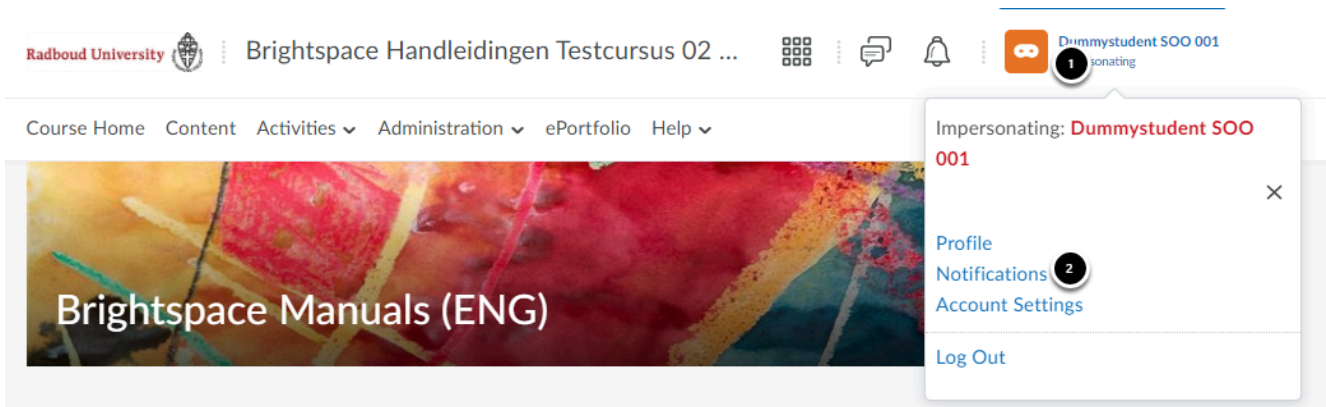 Radboud University
Brightspace Handleidingen Testcursus 02 ...
Dummystudent SOO 001
1
sonating
Course Home Content Activities Administration ePortfolio Help
Impersonating: Dummystudent SOO
001
Profile
Notifications 2
Account Settings
Log Out
Brightspace Manuals (ENG)